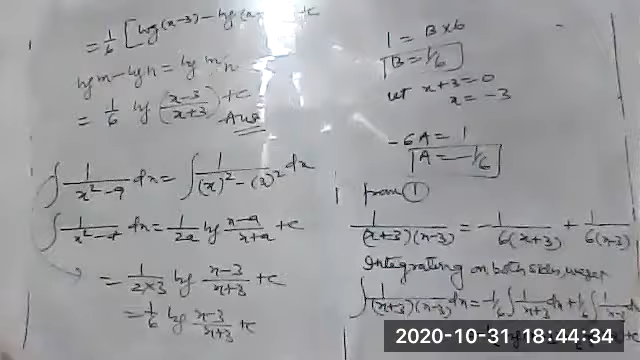 = 1/6 [log(x-3) - log(x
+c
log m - log n = log m/n
= 1/6 log (x-3 / x+3) + c
Ans
∫ 1/(x²-9) dx = ∫ 1/((x)²-(3)²) dx
∫ 1/(x²-a²) dx = 1/2a log (x-a)/(x+a) + c
= 1/(2×3) log (x-3)/(x+3) + c
= 1/6 log (x-3)/(x+3) + c
1 = B×6
B = 1/6
let x+3=0
x = -3
-6A = 1
A = -1/6
from ①
1/((x+3)(x-3)) = -1/(6(x+3)) + 1/(6(x-3))
Integrating on both sides, we get
∫ 1/((x+3)(x-3)) dx = -1/6 ∫ 1/(x+3) dx + 1/6 ∫ 1/(x-3) dx
2020-10-31 18:44:34